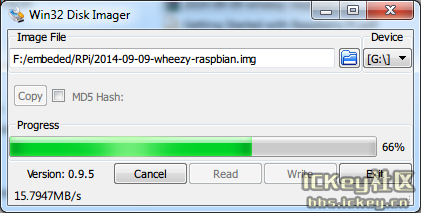 Win32 Disk Imager
Image File
Device
F:/embeded/RPi/2014-09-09-wheezy-raspbian.img
[G:\]
Copy
MD5 Hash:
Progress
66%
Version: 0.9.5
Cancel
Read
Write
Exit
15.7947MB/s
ICKey社区
bbs.ickey.cn